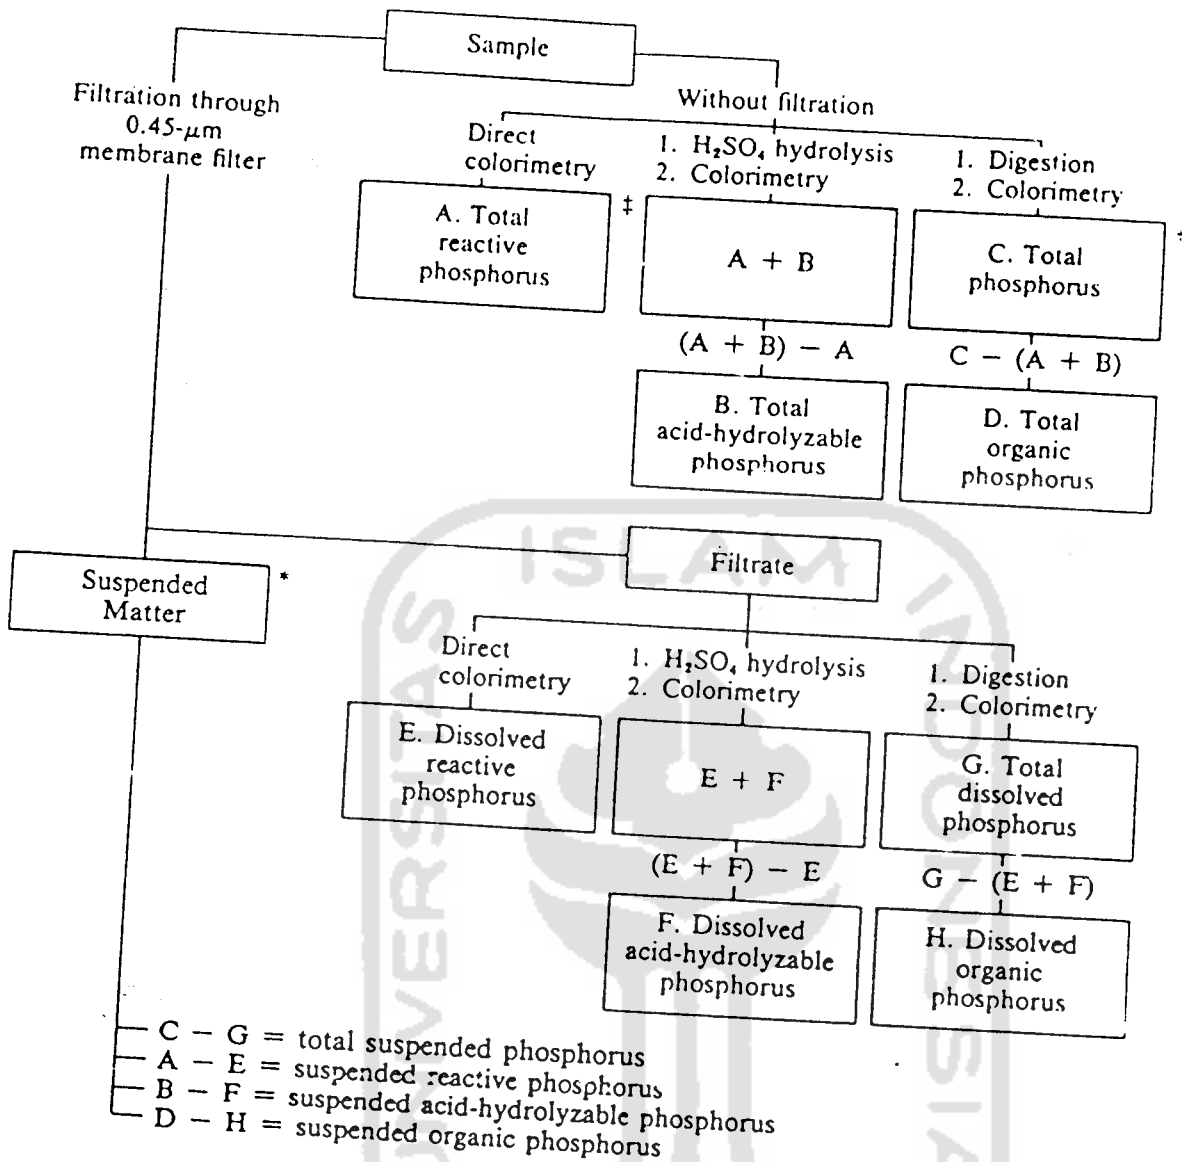 Sample
Filtration through
0.45-μm
membrane filter
Without filtration
Direct
colorimetry
1. H₂SO₄ hydrolysis
2. Colorimetry
1. Digestion
2. Colorimetry
A. Total
reactive
phosphorus
‡
A + B
C. Total
phosphorus
*
(A + B) − A
C − (A + B)
B. Total
acid-hydrolyzable
phosphorus
D. Total
organic
phosphorus
Suspended
Matter
*
Filtrate
Direct
colorimetry
1. H₂SO₄ hydrolysis
2. Colorimetry
1. Digestion
2. Colorimetry
E. Dissolved
reactive
phosphorus
E + F
G. Total
dissolved
phosphorus
(E + F) − E
G − (E + F)
F. Dissolved
acid-hydrolyzable
phosphorus
H. Dissolved
organic
phosphorus
C − G = total suspended phosphorus
A − E = suspended reactive phosphorus
B − F = suspended acid-hydrolyzable phosphorus
D − H = suspended organic phosphorus
UNIVERSITAS
ISLAM
INDONESIA